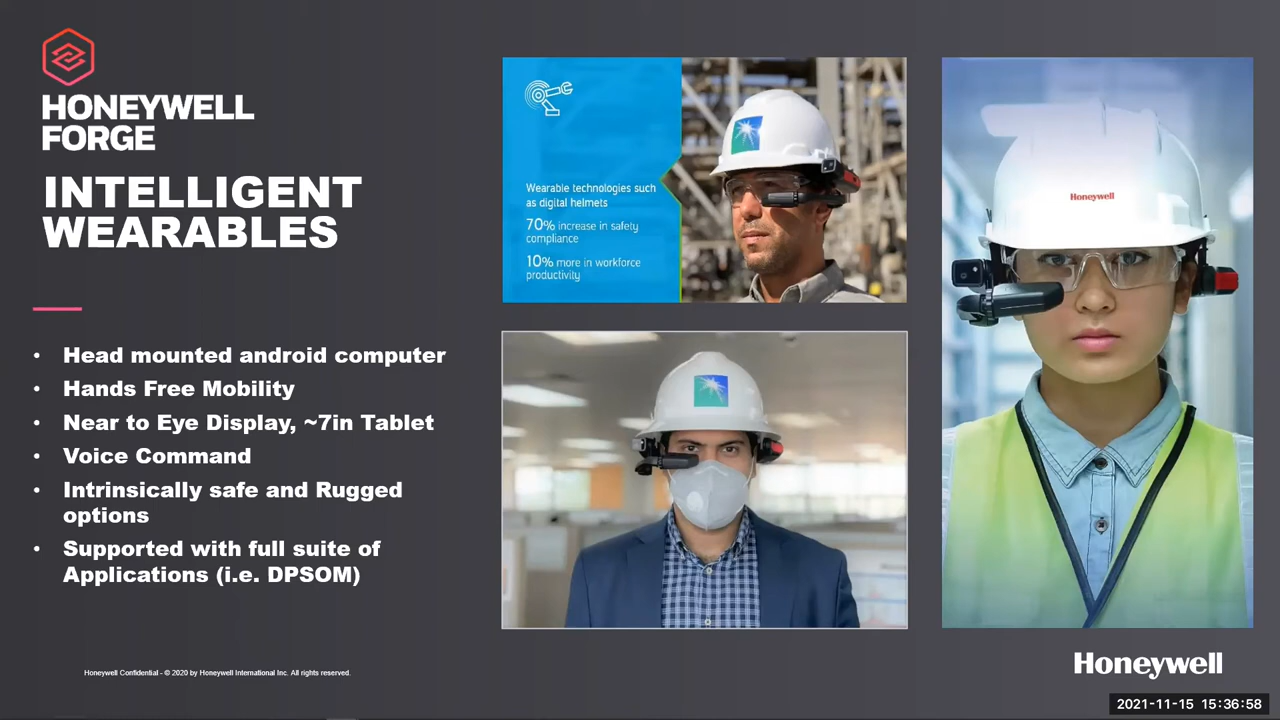 HONEYWELL
FORGE
INTELLIGENT
WEARABLES
• Head mounted android computer
• Hands Free Mobility
• Near to Eye Display, ~7in Tablet
• Voice Command
• Intrinsically safe and Rugged
options
• Supported with full suite of
Applications (i.e. DPSOM)
Wearable technologies such
as digital helmets
70% increase in safety
compliance
10% more in workforce
productivity
Honeywell
Honeywell Confidential - © 2020 by Honeywell International Inc. All rights reserved.
Honeywell
2021-11-15 15:36:58